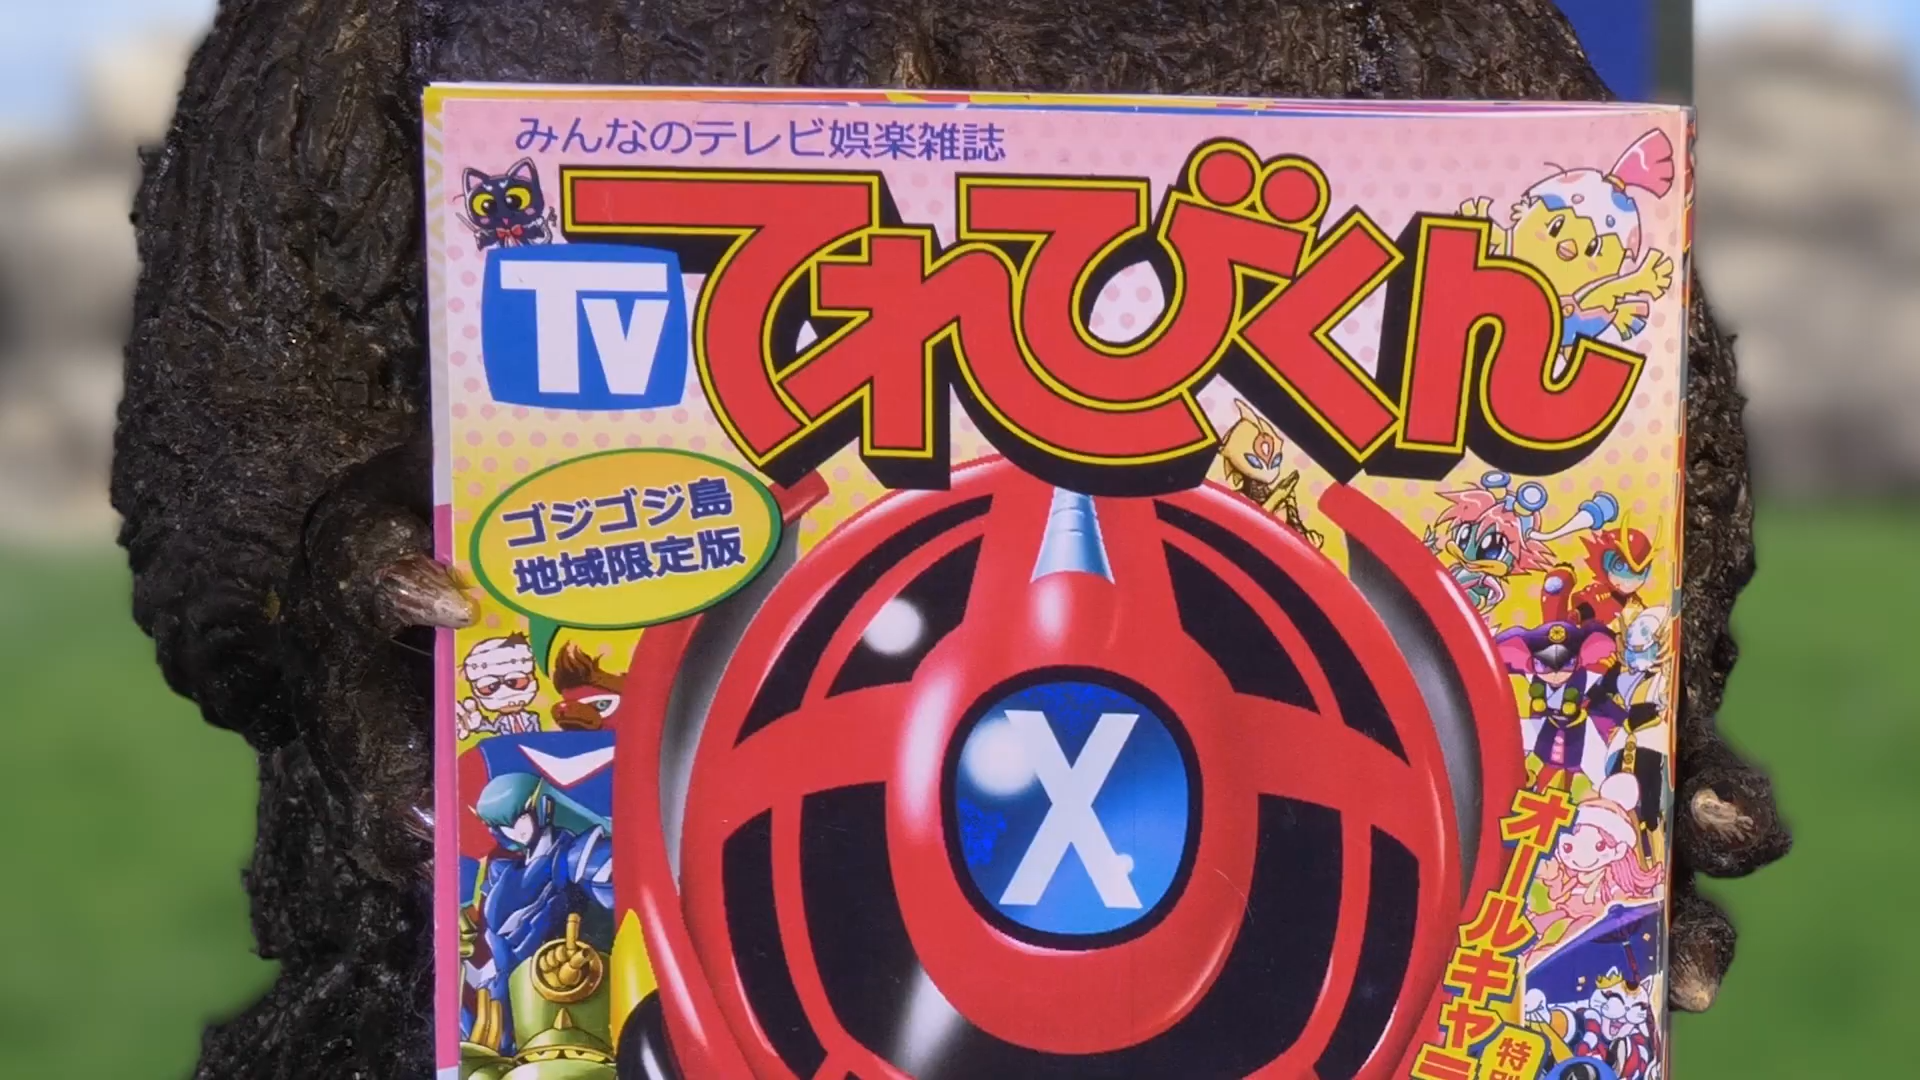 みんなのテレビ娯楽雑誌
TV
てれびくん
ゴジゴジ島
地域限定版
X
オールキャラ
特別